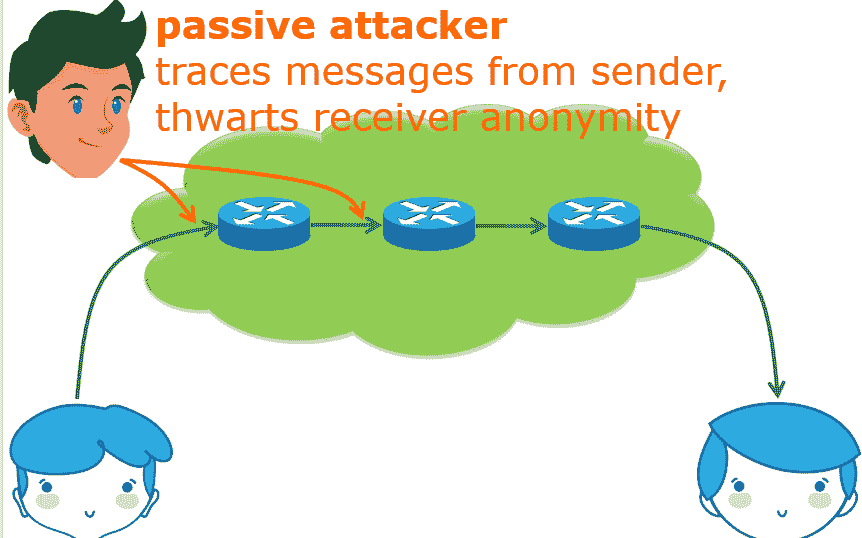 passive attacker
traces messages from sender,
thwarts receiver anonymity